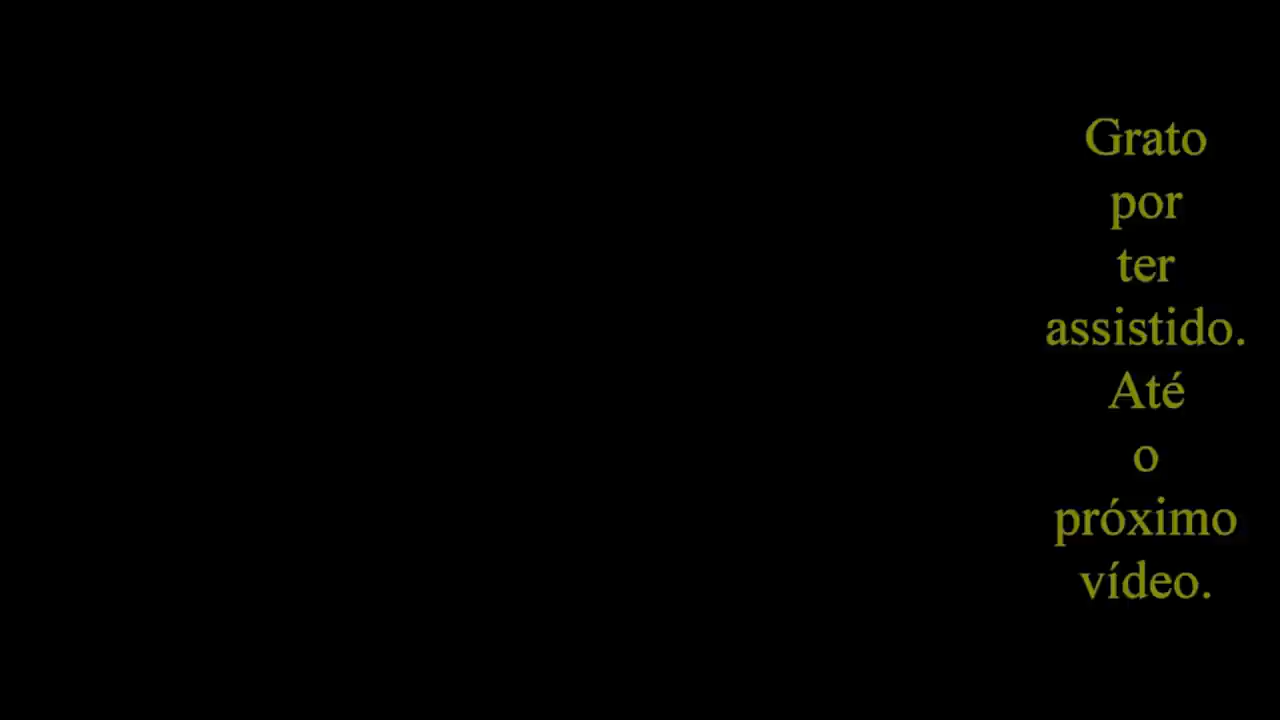 Grato
por
ter
assistido.
Até
o
próximo
vídeo.